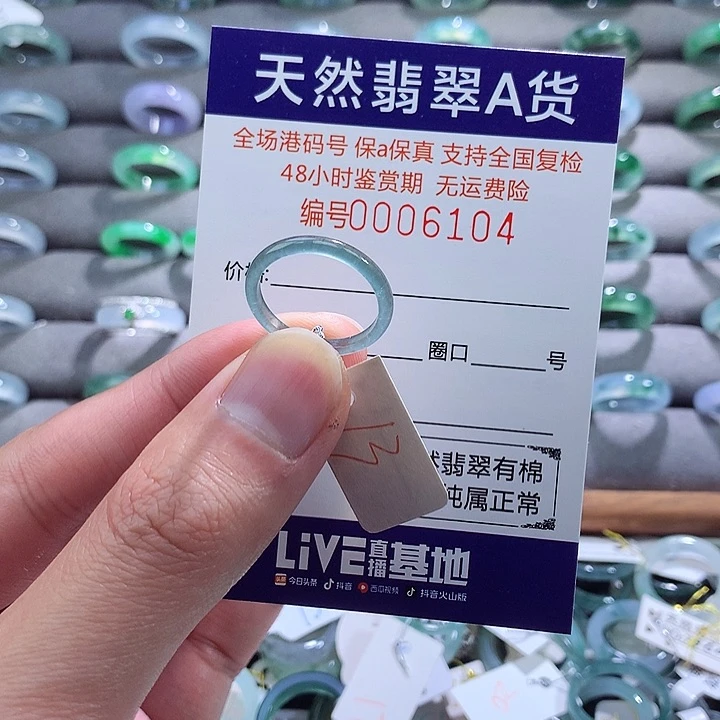 天然翡翠A货
全场港码号 保a保真 支持全国复检
48小时鉴赏期 无运费险
编号0006104
价格:
圈口 号
然翡翠有棉
纯属正常
LiVE直播基地
今日头条 抖音 西瓜视频 抖音火山版